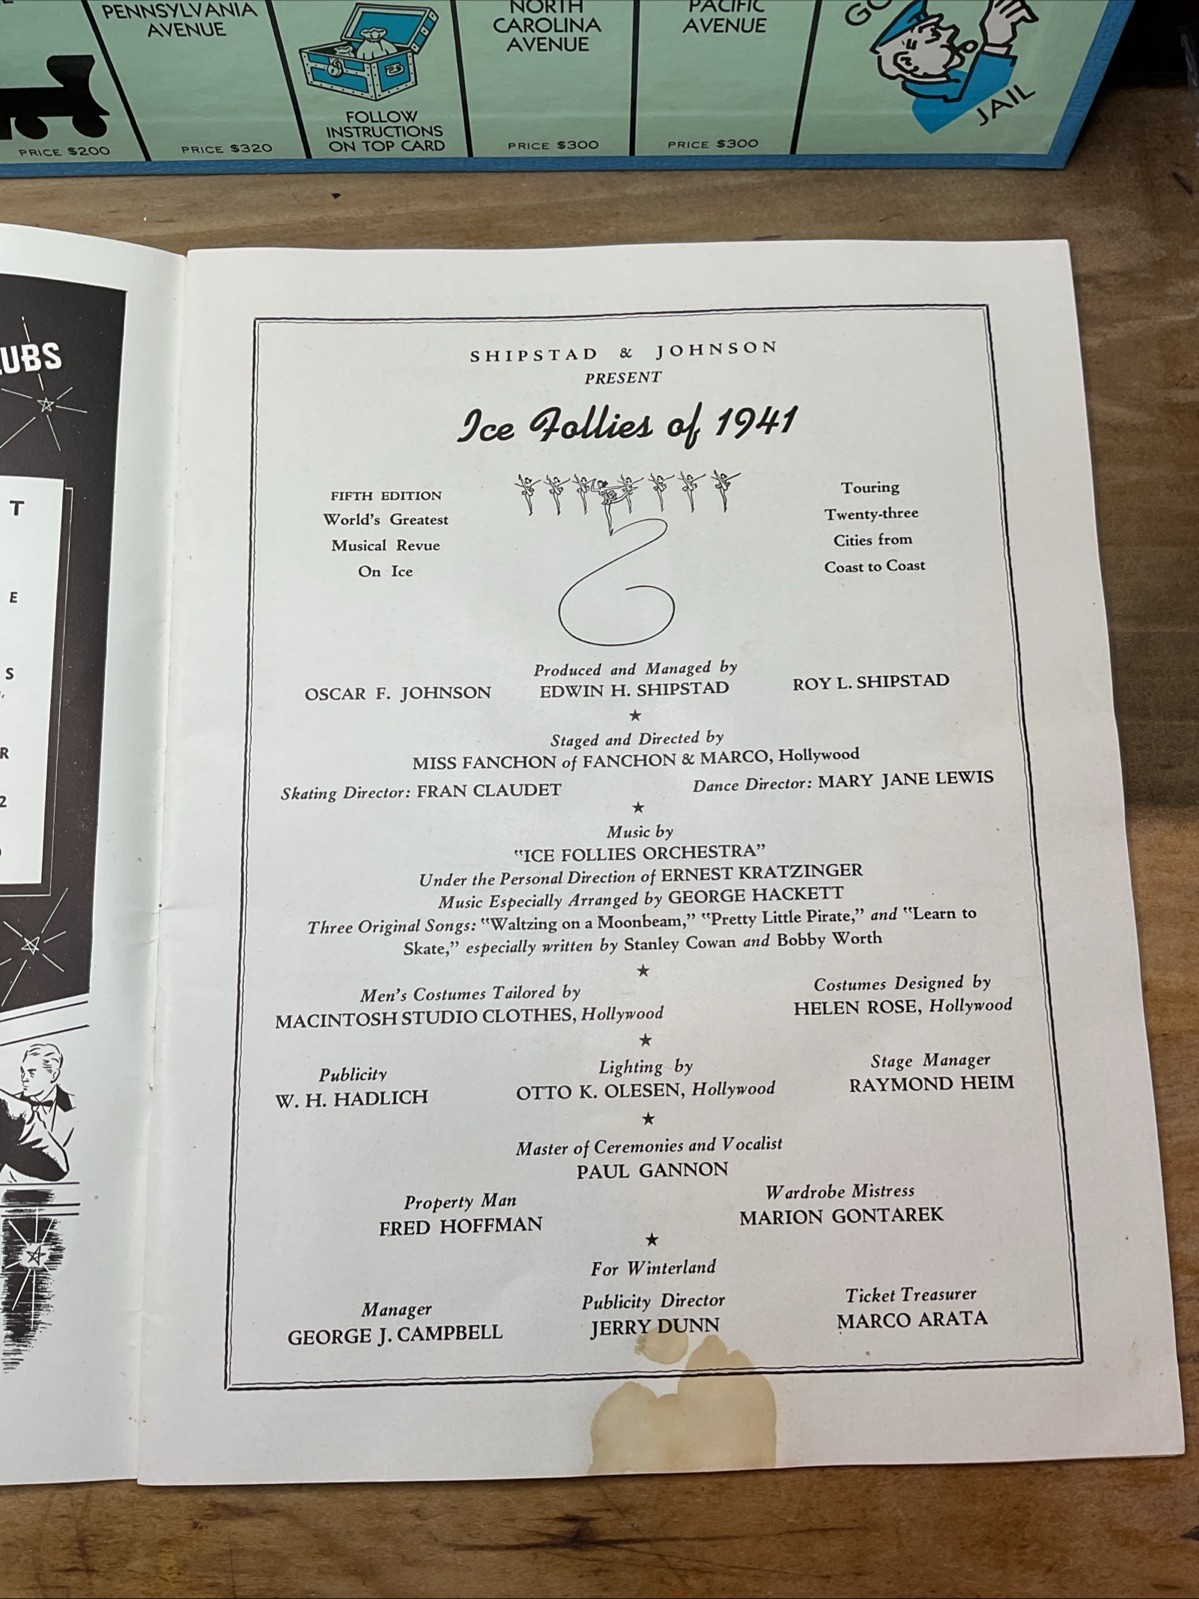 PENNSYLVANIA
AVENUE
PRICE $200
PRICE $320
FOLLOW
INSTRUCTIONS
ON TOP CARD
NORTH
CAROLINA
AVENUE
PRICE $300
PACIFIC
AVENUE
PRICE $300
GO
JAIL
UBS
T
E
S
R
2
SHIPSTAD & JOHNSON
PRESENT
Ice Follies of 1941
FIFTH EDITION
World's Greatest
Musical Revue
On Ice
Touring
Twenty-three
Cities from
Coast to Coast
Produced and Managed by
OSCAR F. JOHNSON EDWIN H. SHIPSTAD ROY L. SHIPSTAD
★
Staged and Directed by
MISS FANCHON of FANCHON & MARCO, Hollywood
Skating Director: FRAN CLAUDET Dance Director: MARY JANE LEWIS
★
Music by
"ICE FOLLIES ORCHESTRA"
Under the Personal Direction of ERNEST KRATZINGER
Music Especially Arranged by GEORGE HACKETT
Three Original Songs: "Waltzing on a Moonbeam," "Pretty Little Pirate," and "Learn to
Skate," especially written by Stanley Cowan and Bobby Worth
★
Men's Costumes Tailored by
MACINTOSH STUDIO CLOTHES, Hollywood
Costumes Designed by
HELEN ROSE, Hollywood
★
Publicity
W. H. HADLICH
Lighting by
OTTO K. OLESEN, Hollywood
Stage Manager
RAYMOND HEIM
★
Master of Ceremonies and Vocalist
PAUL GANNON
Property Man
FRED HOFFMAN
Wardrobe Mistress
MARION GONTAREK
★
For Winterland
Manager
GEORGE J. CAMPBELL
Publicity Director
JERRY DUNN
Ticket Treasurer
MARCO ARATA